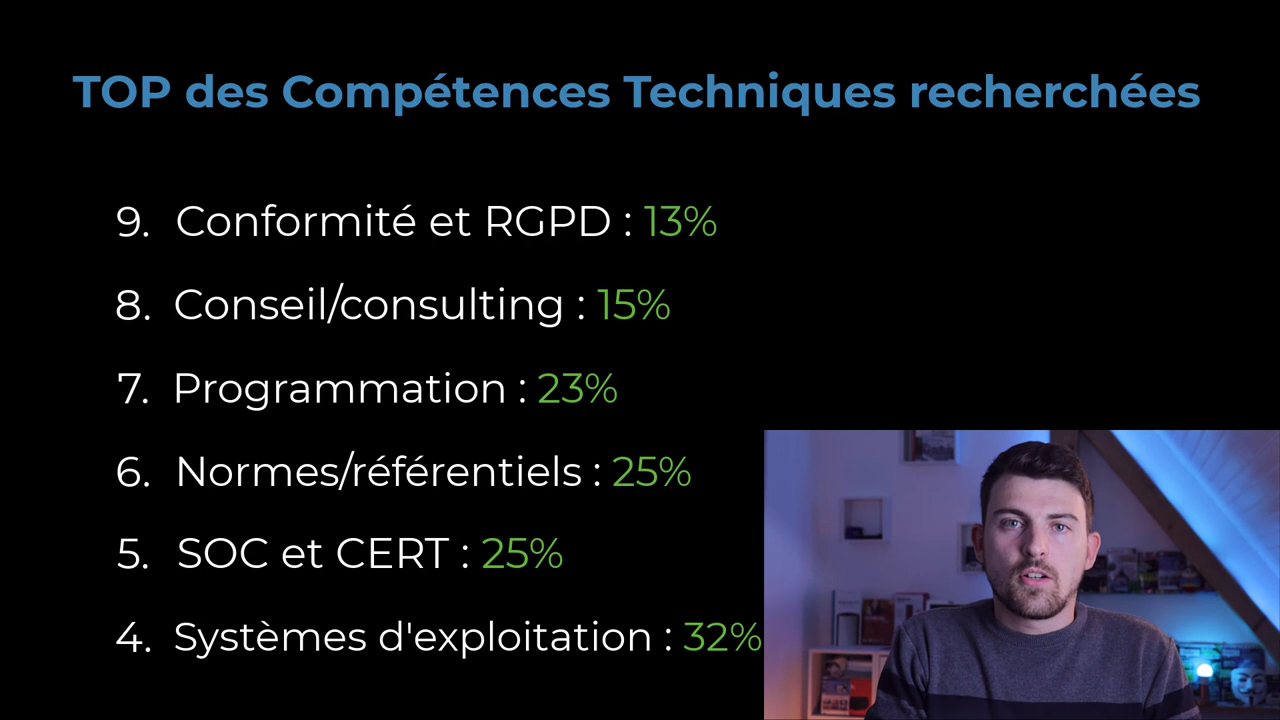 TOP des Compétences Techniques recherchées
9. Conformité et RGPD : 13%
8. Conseil/consulting : 15%
7. Programmation : 23%
6. Normes/référentiels : 25%
5. SOC et CERT : 25%
4. Systèmes d'exploitation : 32%